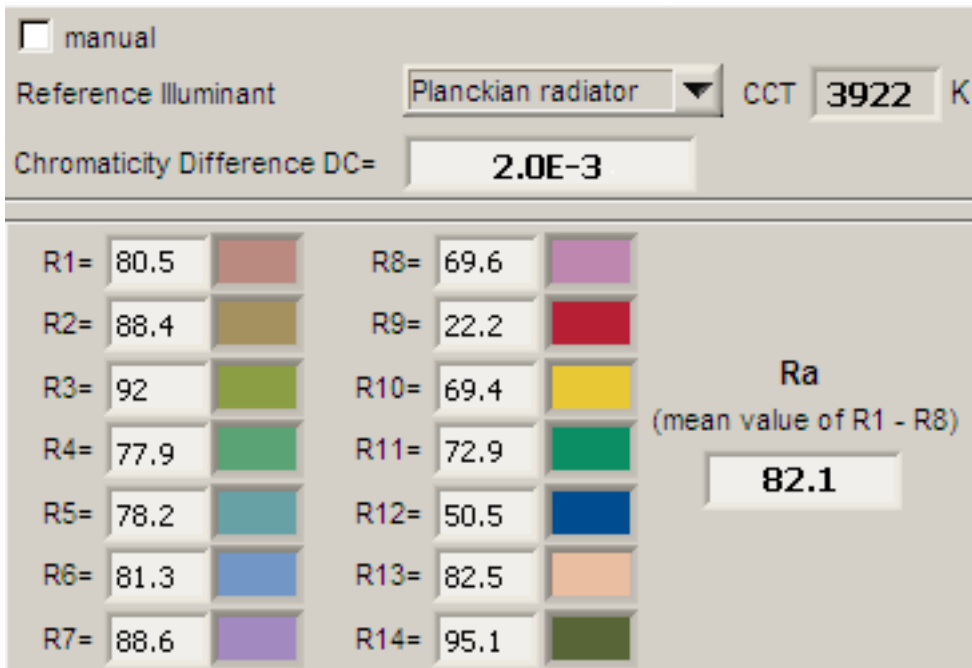 manual
Reference Illuminant Planckian radiator CCT 3922 K
Chromaticity Difference DC= 2.0E-3
R1= 80.5 R8= 69.6
R2= 88.4 R9= 22.2
R3= 92 R10= 69.4
R4= 77.9 R11= 72.9
R5= 78.2 R12= 50.5
R6= 81.3 R13= 82.5
R7= 88.6 R14= 95.1
Ra
(mean value of R1 - R8)
82.1